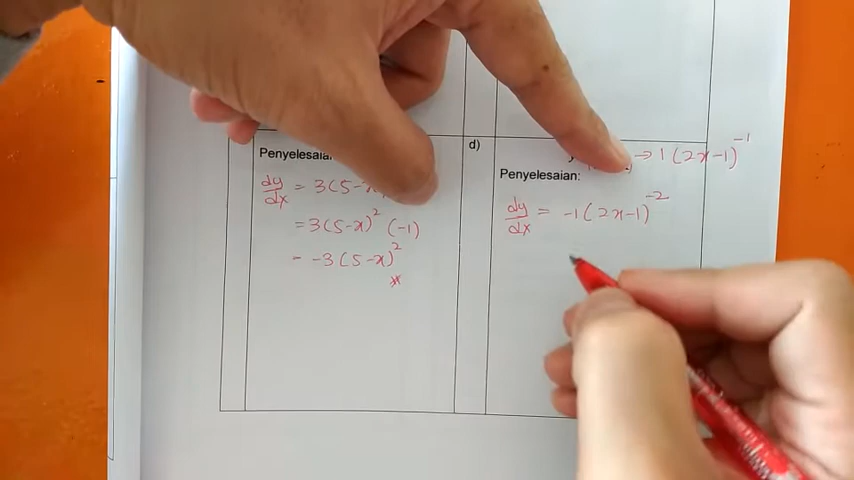 Penyelesaian
dy/dx = 3(5-x
= 3(5-x)² (-1)
= -3(5-x)²
d)
y → 1(2x-1)⁻¹
Penyelesaian:
dy/dx = -1(2x-1)⁻²